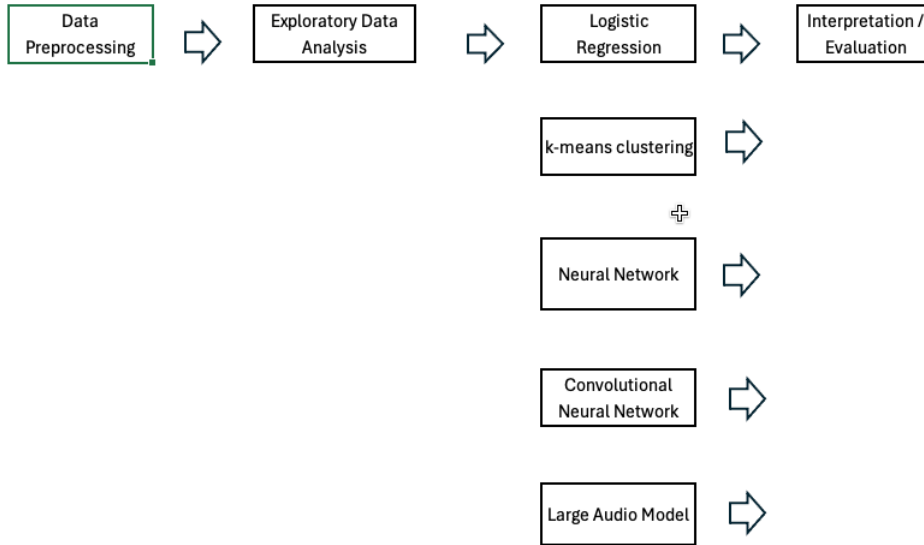 Data
Preprocessing
Exploratory Data
Analysis
Logistic
Regression
Interpretation /
Evaluation
k-means clustering
Neural Network
Convolutional
Neural Network
Large Audio Model